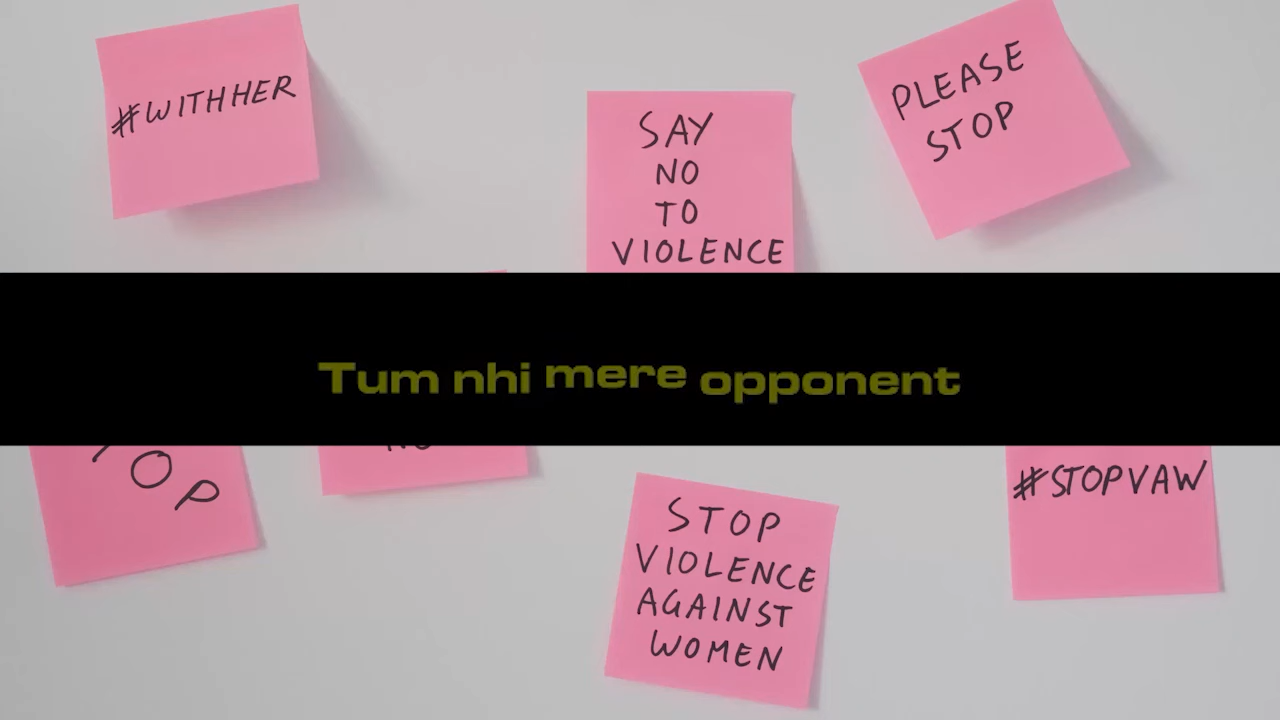 #WITHHER
SAY
NO
TO
VIOLENCE
PLEASE
STOP
Tum nhi mere opponent
#STOPVAW
STOP
VIOLENCE
AGAINST
WOMEN